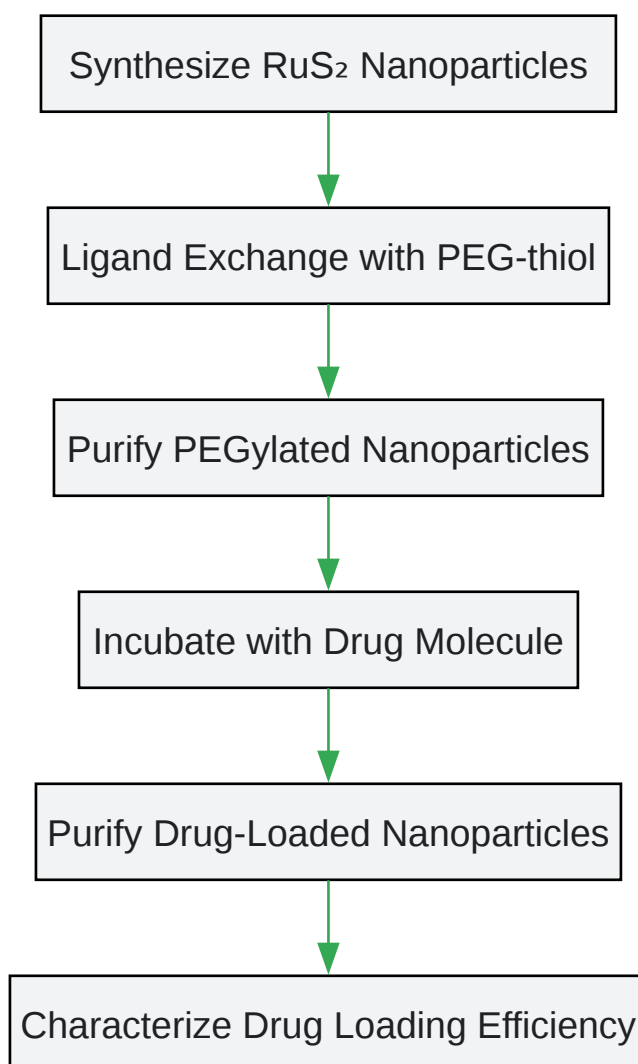 Synthesize RuS₂ Nanoparticles
Ligand Exchange with PEG-thiol
Purify PEGylated Nanoparticles
Incubate with Drug Molecule
Purify Drug-Loaded Nanoparticles
Characterize Drug Loading Efficiency